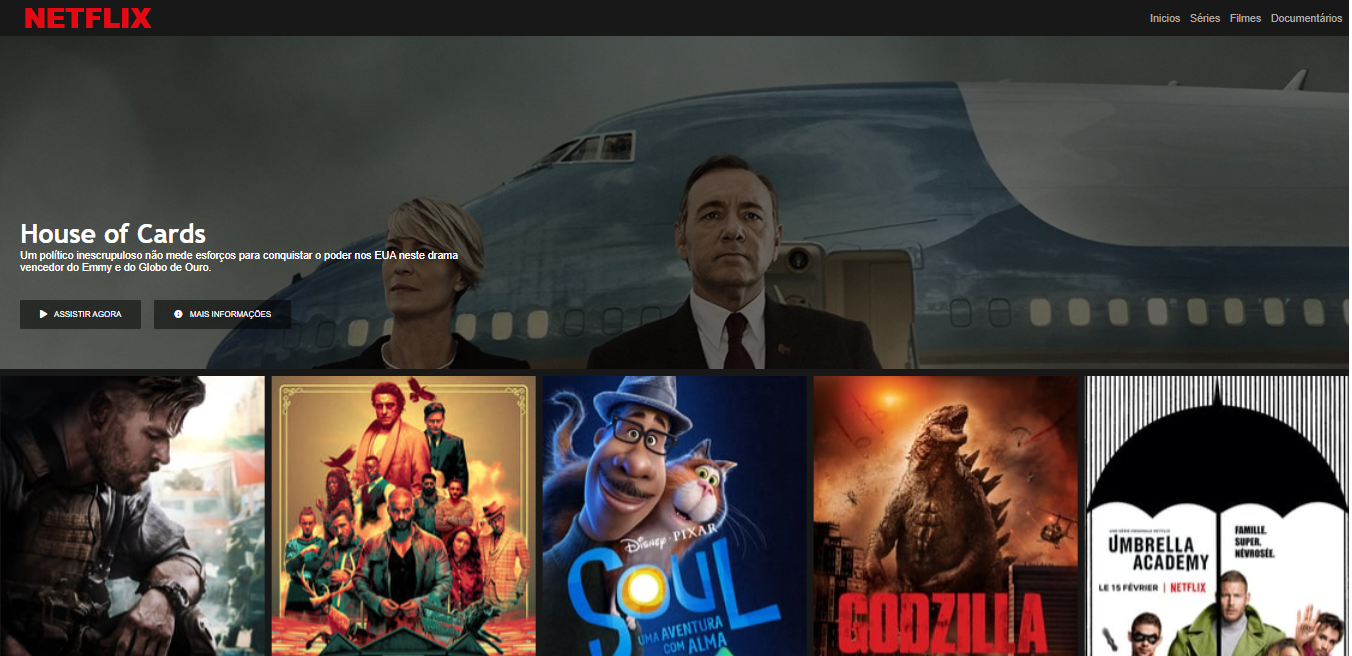 NETFLIX
Inicios Séries Filmes Documentários
House of Cards
Um político inescrupuloso não mede esforços para conquistar o poder nos EUA neste drama
vencedor do Emmy e do Globo de Ouro.
ASSISTIR AGORA
MAIS INFORMAÇÕES
DISNEY · PIXAR
SOUL
UMA AVENTURA
COM ALMA
GODZILLA
UNE SÉRIE ORIGINALE NETFLIX
UMBRELLA
ACADEMY
LE 15 FÉVRIER | NETFLIX
FAMILLE.
SUPER.
NÉVROSÉE.